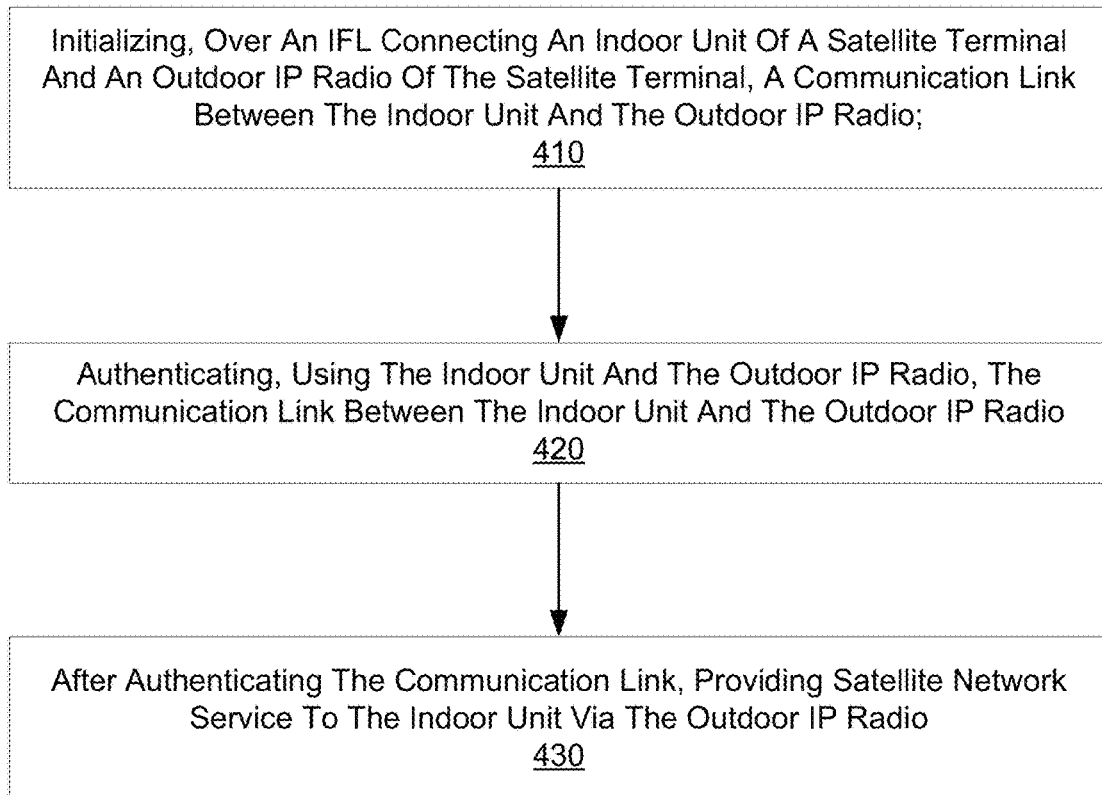 Initializing, Over An IFL Connecting An Indoor Unit Of A Satellite Terminal
And An Outdoor IP Radio Of The Satellite Terminal, A Communication Link
Between The Indoor Unit And The Outdoor IP Radio;
410
Authenticating, Using The Indoor Unit And The Outdoor IP Radio, The
Communication Link Between The Indoor Unit And The Outdoor IP Radio
420
After Authenticating The Communication Link, Providing Satellite Network
Service To The Indoor Unit Via The Outdoor IP Radio
430